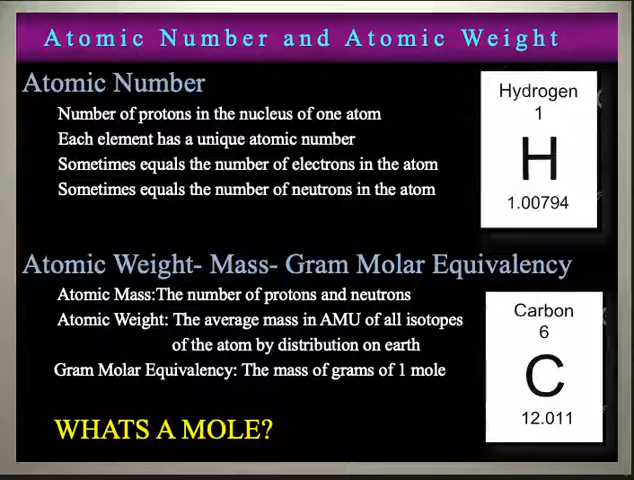 Atomic Number and Atomic Weight
Atomic Number
Number of protons in the nucleus of one atom
Each element has a unique atomic number
Sometimes equals the number of electrons in the atom
Sometimes equals the number of neutrons in the atom
Hydrogen
1
H
1.00794
Atomic Weight- Mass- Gram Molar Equivalency
Atomic Mass:The number of protons and neutrons
Atomic Weight: The average mass in AMU of all isotopes
of the atom by distribution on earth
Gram Molar Equivalency: The mass of grams of 1 mole
Carbon
6
C
12.011
WHATS A MOLE?